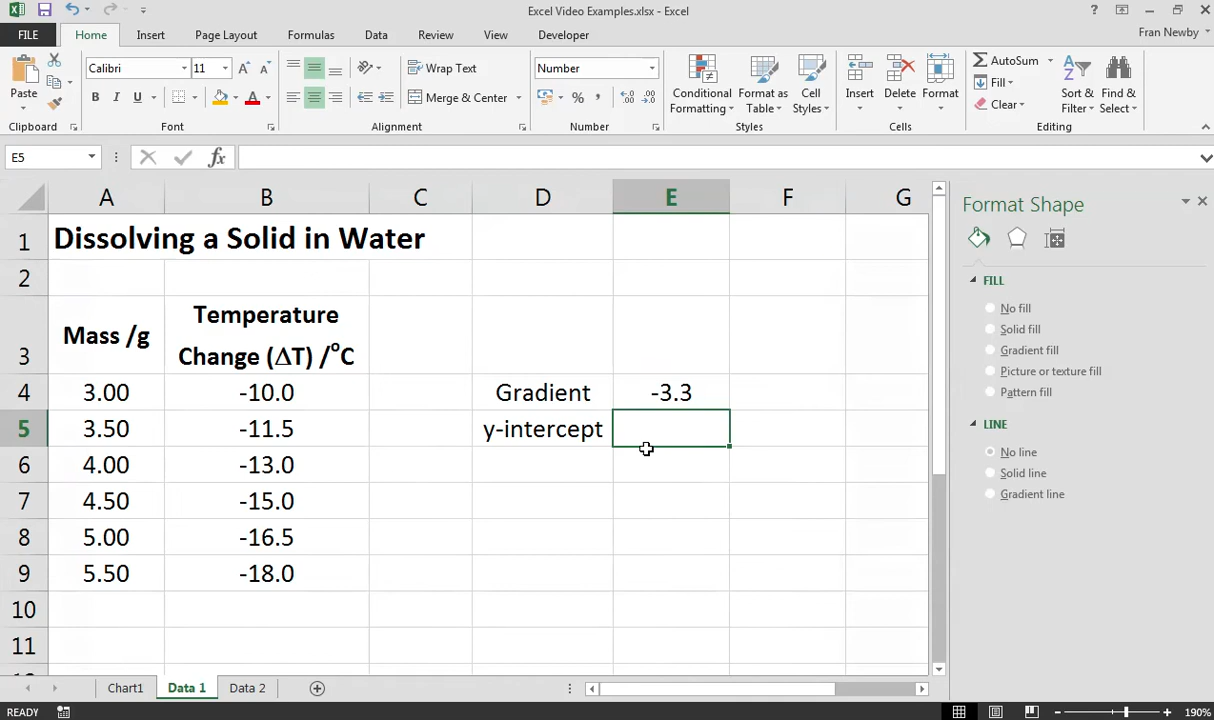 Excel Video Examples.xlsx - Excel
FILE Home Insert Page Layout Formulas Data Review View Developer
Fran Newby
Paste
Clipboard
Calibri 11
B I U
Font
Wrap Text
Merge & Center
Alignment
Number
% ,
Number
Conditional Formatting
Format as Table
Cell Styles
Styles
Insert Delete Format
Cells
AutoSum
Fill
Clear
Sort & Filter
Find & Select
Editing
E5
fx
A B C D E F G
1 Dissolving a Solid in Water
2
3 Mass /g Temperature Change (ΔT) /°C
4 3.00 -10.0 Gradient -3.3
5 3.50 -11.5 y-intercept
6 4.00 -13.0
7 4.50 -15.0
8 5.00 -16.5
9 5.50 -18.0
10
11
Format Shape
FILL
No fill
Solid fill
Gradient fill
Picture or texture fill
Pattern fill
LINE
No line
Solid line
Gradient line
Chart1 Data 1 Data 2
READY
190%